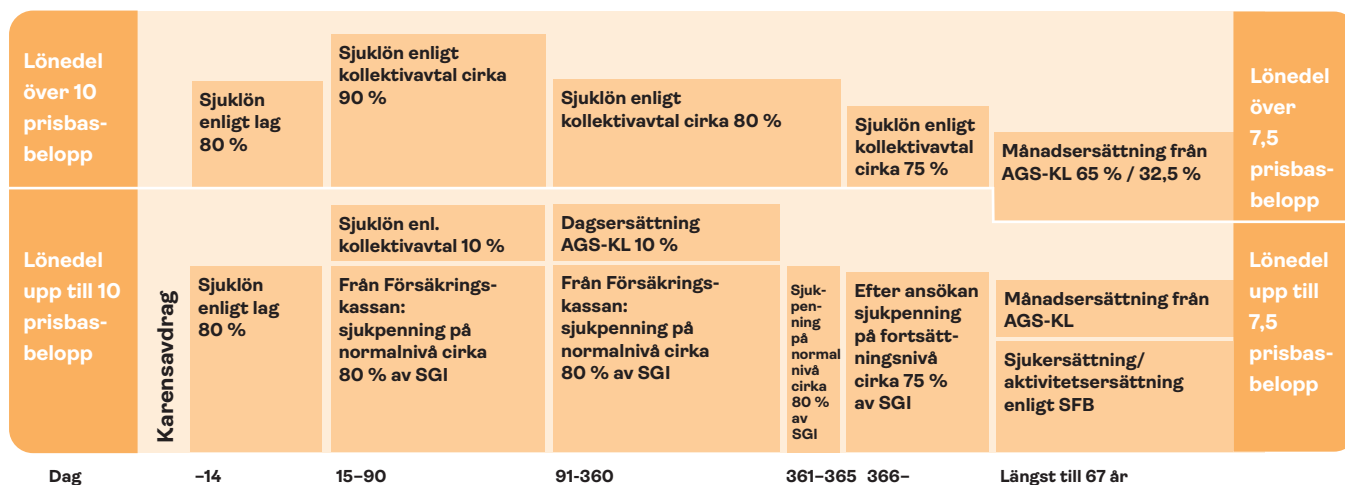 Lönedel
över 10
prisbas-
belopp
Sjuklön
enligt lag
80 %
Sjuklön enligt
kollektivavtal cirka
90 %
Sjuklön enligt
kollektivavtal cirka 80 %
Sjuklön enligt
kollektivavtal
cirka 75 %
Månadsersättning från
AGS-KL 65 % / 32,5 %
Lönedel
över
7,5
prisbas-
belopp
Lönedel
upp till 10
prisbas-
belopp
Karensavdrag
Sjuklön
enligt lag
80 %
Sjuklön enl.
kollektivavtal 10 %
Från Försäkrings-
kassan:
sjukpenning på
normalnivå cirka
80 % av SGI
Dagsersättning
AGS-KL 10 %
Från Försäkrings-
kassan:
sjukpenning på
normalnivå cirka
80 % av SGI
Sjuk-
pen-
ning
på
normal
nivå
cirka
80 %
av
SGI
Efter ansökan
sjukpenning
på fortsätt-
ningsnivå
cirka 75 %
av SGI
Månadsersättning från
AGS-KL
Sjukersättning/
aktivitetsersättning
enligt SFB
Lönedel
upp till
7,5
prisbas-
belopp
Dag –14 15–90 91-360 361–365 366– Längst till 67 år